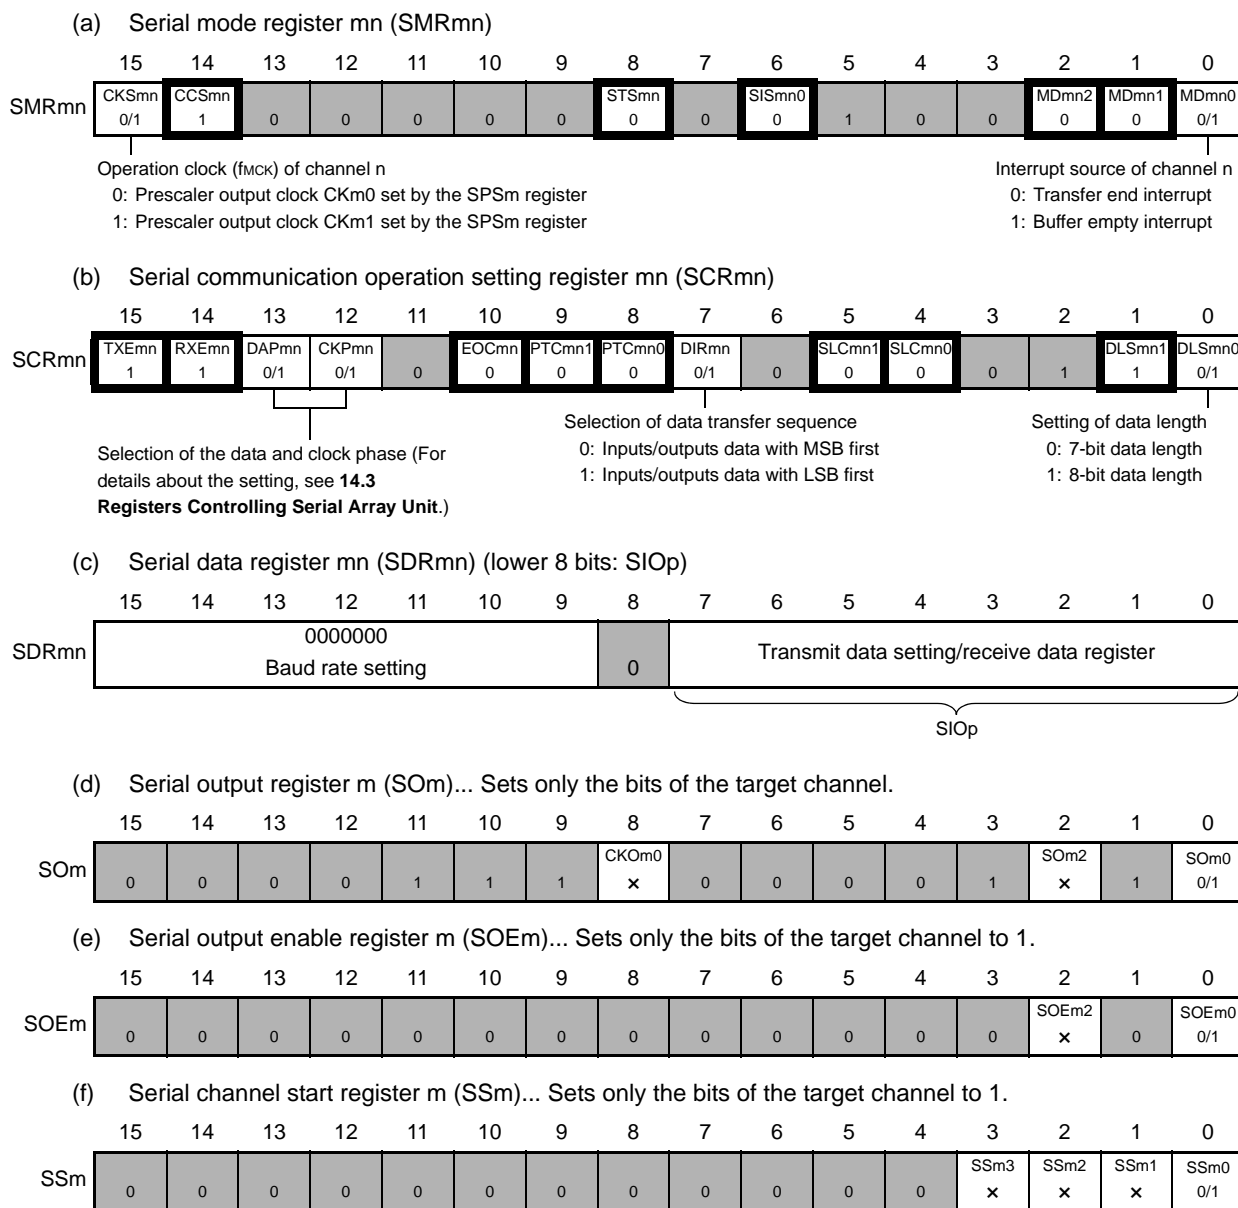 (a) Serial mode register mn (SMRmn)
15 14 13 12 11 10 9 8 7 6 5 4 3 2 1 0
CKSmn CCSmn STSmn SISmn0 MDmn2 MDmn1 MDmn0
SMRmn
0/1 1 0 0 0 0 0 0 0 0 1 0 0 0 0 0/1
Operation clock (fMCK) of channel n
0: Prescaler output clock CKm0 set by the SPSm register
1: Prescaler output clock CKm1 set by the SPSm register
Interrupt source of channel n
0: Transfer end interrupt
1: Buffer empty interrupt
(b) Serial communication operation setting register mn (SCRmn)
15 14 13 12 11 10 9 8 7 6 5 4 3 2 1 0
TXEmn RXEmn DAPmn CKPmn EOCmn PTCmn1 PTCmn0 DIRmn SLCmn1 SLCmn0 DLSmn1 DLSmn0
SCRmn
1 1 0/1 0/1 0 0 0 0 0/1 0 0 0 0 1 1 0/1
Selection of the data and clock phase (For
details about the setting, see 14.3
Registers Controlling Serial Array Unit.)
Selection of data transfer sequence
0: Inputs/outputs data with MSB first
1: Inputs/outputs data with LSB first
Setting of data length
0: 7-bit data length
1: 8-bit data length
(c) Serial data register mn (SDRmn) (lower 8 bits: SIOp)
15 14 13 12 11 10 9 8 7 6 5 4 3 2 1 0
SDRmn
0000000
Baud rate setting
0
Transmit data setting/receive data register
SIOp
(d) Serial output register m (SOm)... Sets only the bits of the target channel.
15 14 13 12 11 10 9 8 7 6 5 4 3 2 1 0
CKOm0 SOm2 SOm0
SOm
0 0 0 0 1 1 1 × 0 0 0 0 1 × 1 0/1
(e) Serial output enable register m (SOEm)... Sets only the bits of the target channel to 1.
15 14 13 12 11 10 9 8 7 6 5 4 3 2 1 0
SOEm2 SOEm0
SOEm
0 0 0 0 0 0 0 0 0 0 0 0 0 × 0 0/1
(f) Serial channel start register m (SSm)... Sets only the bits of the target channel to 1.
15 14 13 12 11 10 9 8 7 6 5 4 3 2 1 0
SSm3 SSm2 SSm1 SSm0
SSm
0 0 0 0 0 0 0 0 0 0 0 0 × × × 0/1